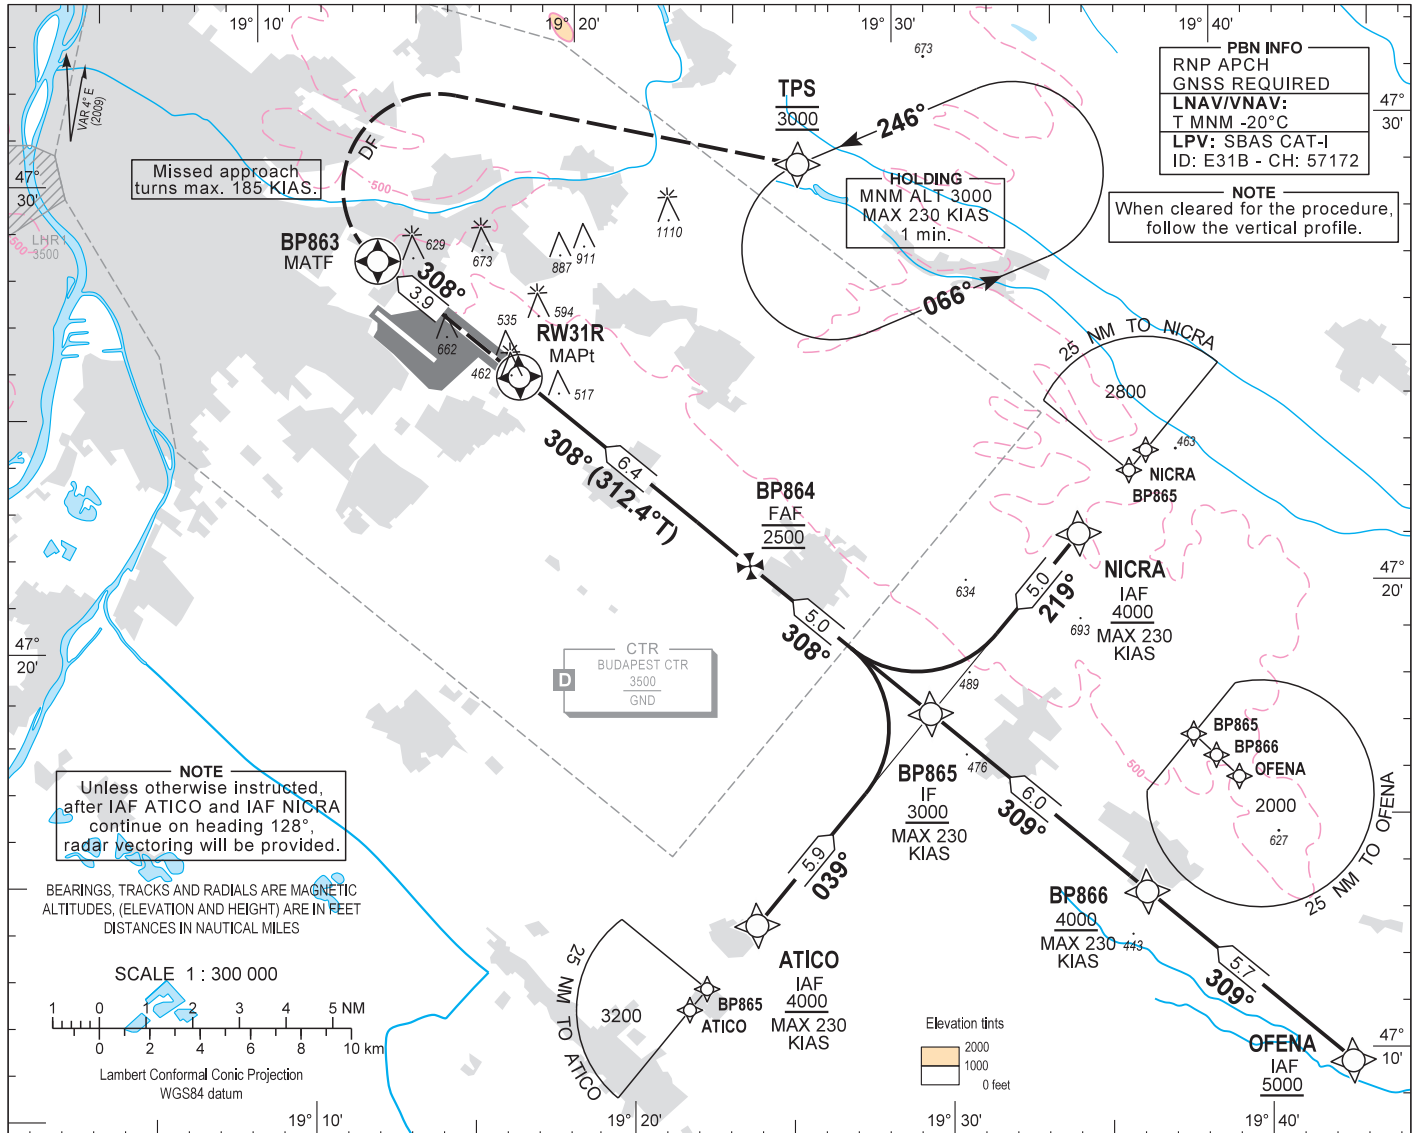 19° 10'
19° 20'
19° 30'
19° 40'
673
PBN INFO
RNP APCH
GNSS REQUIRED
LNAV/VNAV:
T MNM -20°C
LPV: SBAS CAT-I
ID: E31B - CH: 57172
47°
30'
VAR 4° E
(2009)
TPS
3000
246°
DF
Missed approach
turns max. 185 KIAS.
500
47°
30'
HOLDING
MNM ALT 3000
MAX 230 KIAS
1 min.
NOTE
When cleared for the procedure,
follow the vertical profile.
1110
LHR1
3500
500
BP863
MATF
629
673
887
911
308°
3.9
066°
594
535
RW31R
MAPt
662
462
517
25 NM TO NICRA
2800
463
NICRA
BP865
308° (312.4°T)
6.4
BP864
FAF
2500
NICRA
IAF
4000
MAX 230
KIAS
5.0
219°
634
693
47°
20'
5.0
308°
47°
20'
CTR
BUDAPEST CTR
3500
GND
D
489
BP865
BP866
OFENA
2000
627
25 NM TO OFENA
500
476
BP865
IF
3000
MAX 230
KIAS
6.0
309°
NOTE
Unless otherwise instructed,
after IAF ATICO and IAF NICRA
continue on heading 128°,
radar vectoring will be provided.
5.9
039°
BEARINGS, TRACKS AND RADIALS ARE MAGNETIC
ALTITUDES, (ELEVATION AND HEIGHT) ARE IN FEET
DISTANCES IN NAUTICAL MILES
BP866
4000
MAX 230
KIAS
443
ATICO
IAF
4000
MAX 230
KIAS
25 NM TO ATICO
3200
BP865
ATICO
5.7
309°
SCALE 1 : 300 000
1 0 1 2 3 4 5 NM
0 2 4 6 8 10 km
Lambert Conformal Conic Projection
WGS84 datum
Elevation tints
2000
1000
0 feet
OFENA
IAF
5000
47°
10'
19° 10'
19° 20'
19° 30'
19° 40'